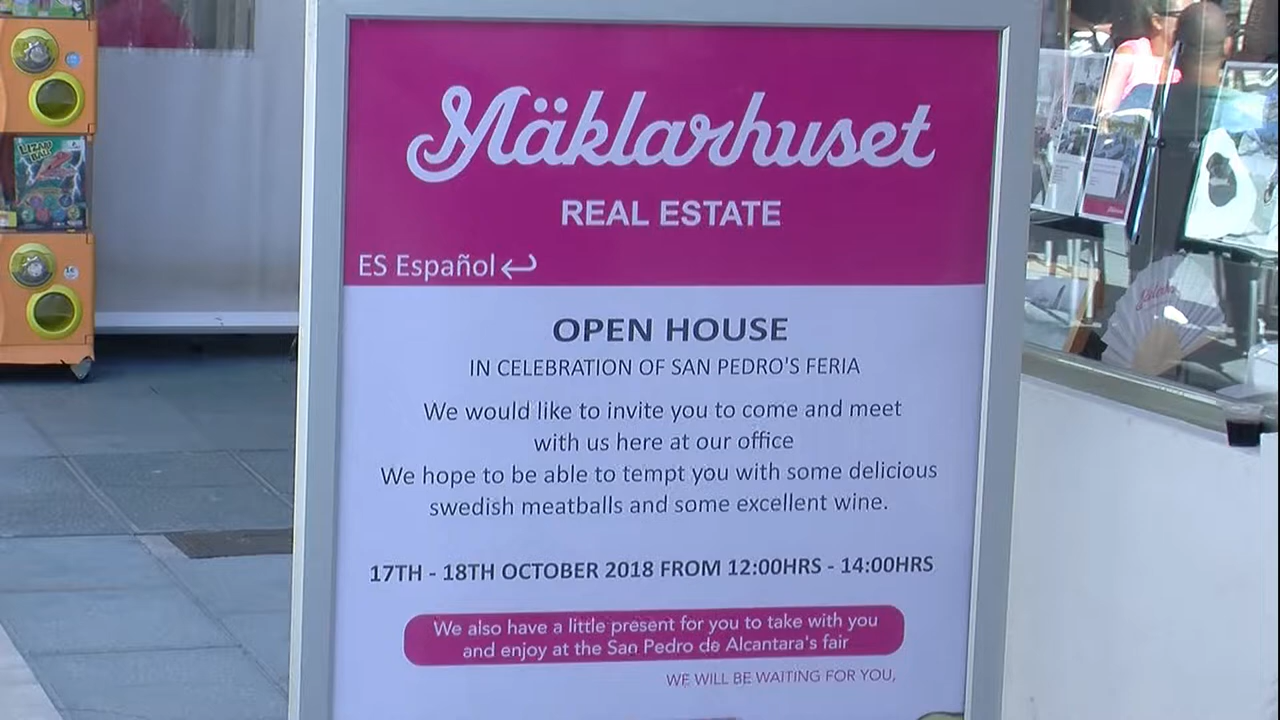 Mäklarhuset
REAL ESTATE
ES Español
OPEN HOUSE
IN CELEBRATION OF SAN PEDRO'S FERIA
We would like to invite you to come and meet
with us here at our office
We hope to be able to tempt you with some delicious
swedish meatballs and some excellent wine.
17TH - 18TH OCTOBER 2018 FROM 12:00HRS - 14:00HRS
We also have a little present for you to take with you
and enjoy at the San Pedro de Alcantara's fair
WE WILL BE WAITING FOR YOU,